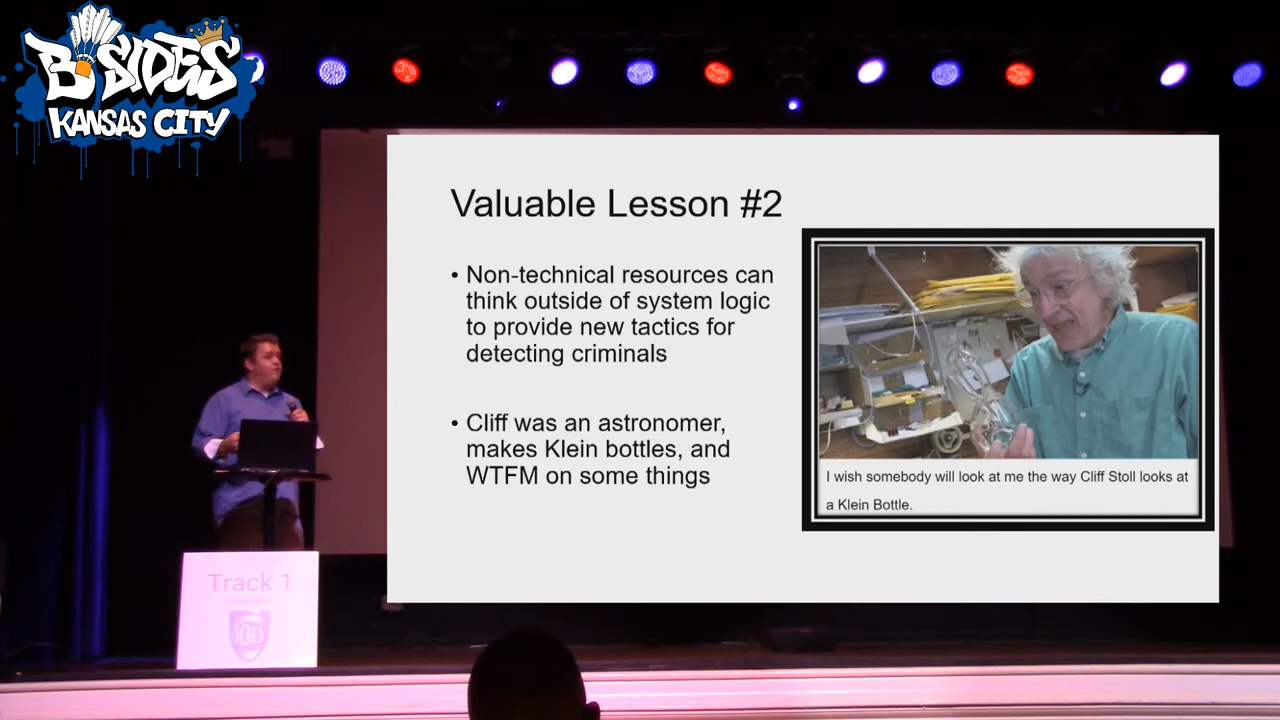 B·SIDES
KANSAS CITY
Valuable Lesson #2
• Non-technical resources can
think outside of system logic
to provide new tactics for
detecting criminals
• Cliff was an astronomer,
makes Klein bottles, and
WTFM on some things
I wish somebody will look at me the way Cliff Stoll looks at
a Klein Bottle.
Track 1